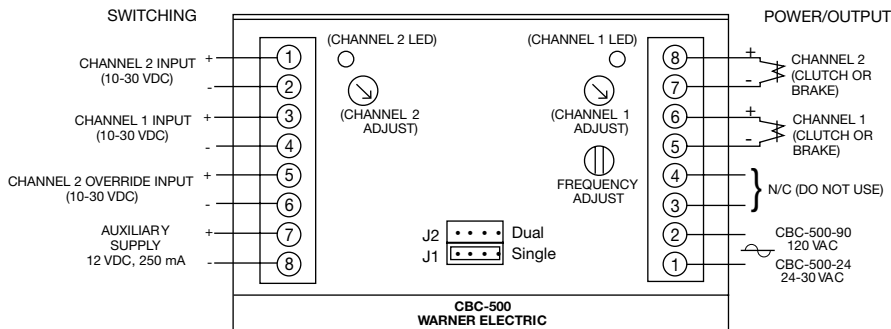 SWITCHING
POWER/OUTPUT
CHANNEL 2 INPUT
(10-30 VDC)
+
-
CHANNEL 1 INPUT
(10-30 VDC)
+
-
CHANNEL 2 OVERRIDE INPUT
(10-30 VDC)
+
-
AUXILIARY
SUPPLY
12 VDC, 250 mA
+
-
1
2
3
4
5
6
7
8
(CHANNEL 2 LED)
(CHANNEL 2
ADJUST)
(CHANNEL 1 LED)
(CHANNEL 1
ADJUST)
FREQUENCY
ADJUST
J2 Dual
J1 Single
8
7
6
5
4
3
2
1
+
-
CHANNEL 2
(CLUTCH OR
BRAKE)
+
-
CHANNEL 1
(CLUTCH OR
BRAKE)
N/C (DO NOT USE)
CBC-500-90
120 VAC
CBC-500-24
24-30 VAC
CBC-500
WARNER ELECTRIC